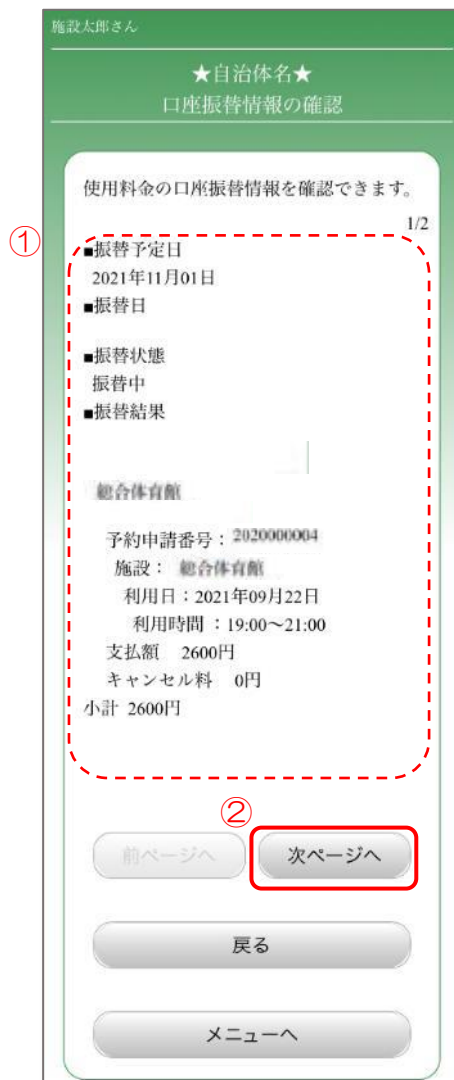 施設太郎さん
★自治体名★
口座振替情報の確認
使用料金の口座振替情報を確認できます。
1/2
①
■振替予定日
2021年11月01日
■振替日
■振替状態
振替中
■振替結果
総合体育館
予約申請番号：2020000004
施設： 総合体育館
利用日：2021年09月22日
利用時間 ：19:00～21:00
支払額 2600円
キャンセル料 0円
小計 2600円
②
前ページへ 次ページへ
戻る
メニューへ